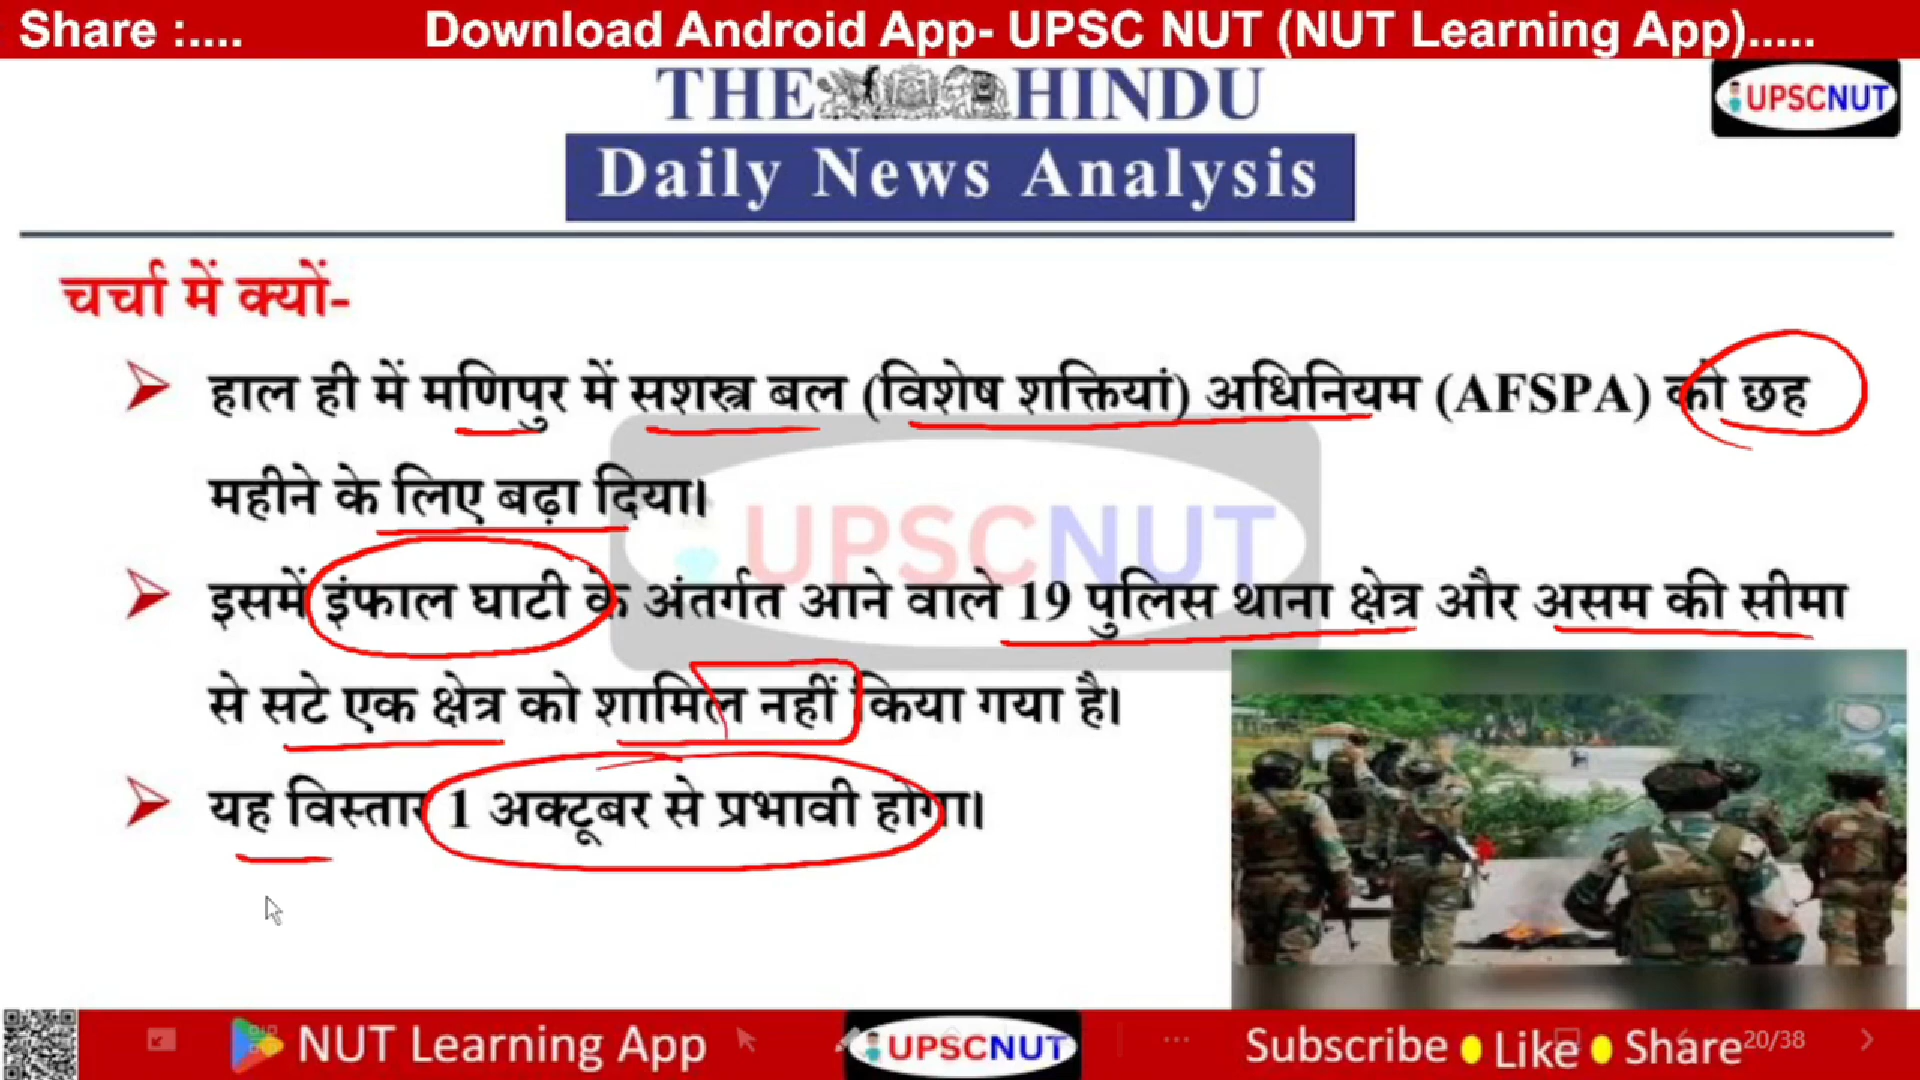 Share :.... Download Android App- UPSC NUT (NUT Learning App).....
THE HINDU
UPSCNUT
Daily News Analysis
चर्चा में क्यों-
हाल ही में मणिपुर में सशस्त्र बल (विशेष शक्तियां) अधिनियम (AFSPA) को छह
महीने के लिए बढ़ा दिया।
UPSCNUT
इसमें इंफाल घाटी के अंतर्गत आने वाले 19 पुलिस थाना क्षेत्र और असम की सीमा
से सटे एक क्षेत्र को शामिल नहीं किया गया है।
यह विस्तार 1 अक्टूबर से प्रभावी होगा।
NUT Learning App UPSCNUT Subscribe Like Share 20/38